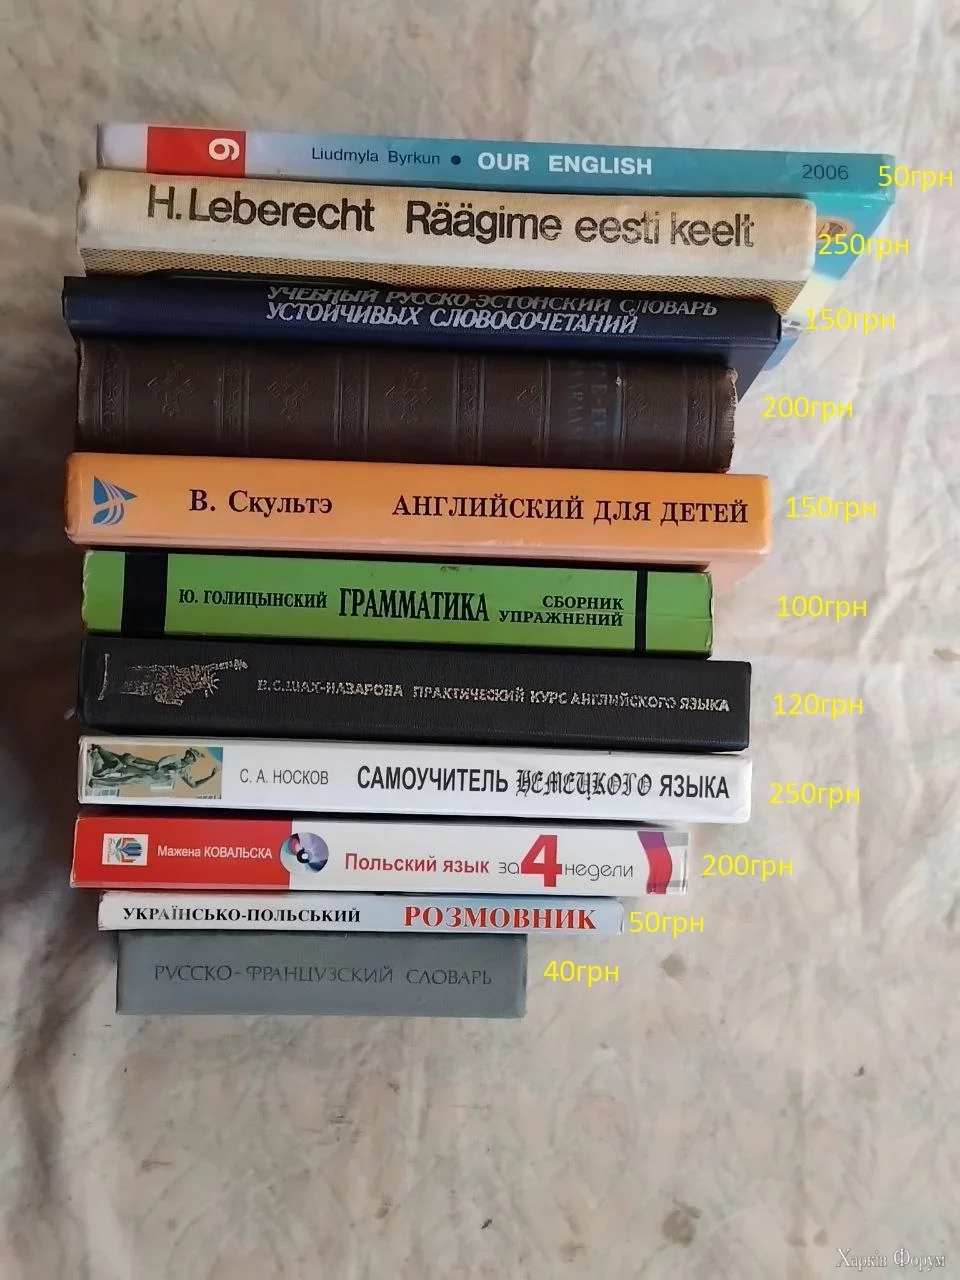 6 Liudmyla Byrkun • OUR ENGLISH 2006
50грн
H. Leberecht Räägime eesti keelt
250грн
УЧЕБНЫЙ РУССКО-ЭСТОНСКИЙ СЛОВАРЬ
УСТОЙЧИВЫХ СЛОВОСОЧЕТАНИЙ
150грн
200грн
В. Скультэ АНГЛИЙСКИЙ ДЛЯ ДЕТЕЙ
150грн
Ю. ГОЛИЦЫНСКИЙ ГРАММАТИКА СБОРНИК
УПРАЖНЕНИЙ
100грн
В.С.ШАХ-НАЗАРОВА ПРАКТИЧЕСКИЙ КУРС АНГЛИЙСКОГО ЯЗЫКА
120грн
С. А. НОСКОВ САМОУЧИТЕЛЬ НЕМЕЦКОГО ЯЗЫКА
250грн
Мажена КОВАЛЬСКА Польский язык за 4 недели
200грн
УКРАЇНСЬКО-ПОЛЬСЬКИЙ РОЗМОВНИК
50грн
РУССКО-ФРАНЦУЗСКИЙ СЛОВАРЬ
40грн
Харків Форум